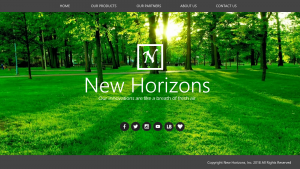 HOME OUR PRODUCTS OUR PARTNERS ABOUT US CONTACT US
N
New Horizons
Our innovations are like a breath of fresh air
Copyright New Horizons, Inc. 2018 All Rights Reserved